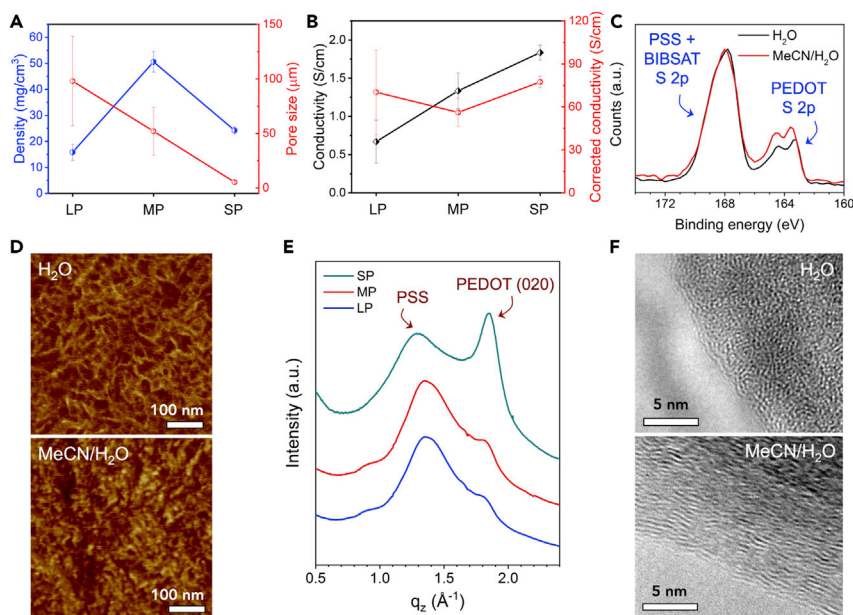 A
Density (mg/cm³)
60
50
40
30
20
10
0
LP
MP
SP
150
100
50
0
Pore size (μm)
B
Conductivity (S/cm)
2.5
2.0
1.5
1.0
0.5
0.0
LP
MP
SP
120
90
60
30
0
Corrected conductivity (S/cm)
C
H₂O
MeCN/H₂O
PSS +
BIBSAT
S 2p
PEDOT
S 2p
Counts (a.u.)
172
168
164
160
Binding energy (eV)
D
H₂O
100 nm
MeCN/H₂O
100 nm
E
SP
MP
LP
PSS
PEDOT (020)
Intensity (a.u.)
0.5
1.0
1.5
2.0
q_z (Å⁻¹)
F
H₂O
5 nm
MeCN/H₂O
5 nm